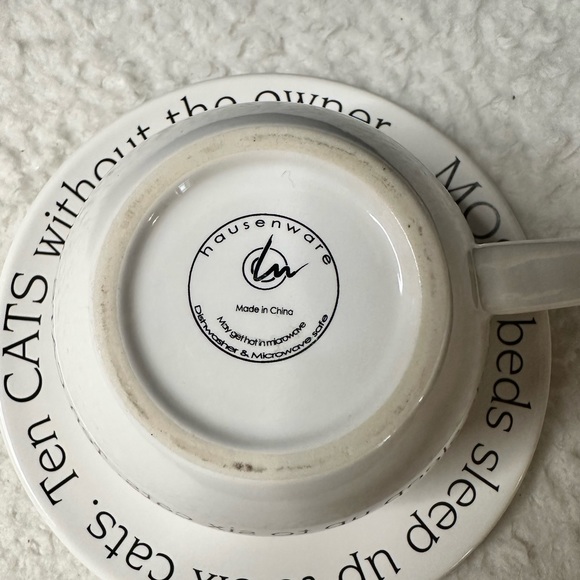 hausenware
Made in China
May get hot in microwave
Dishwasher & Microwave safe
beds sleep up
cats. Ten CATS without the owner